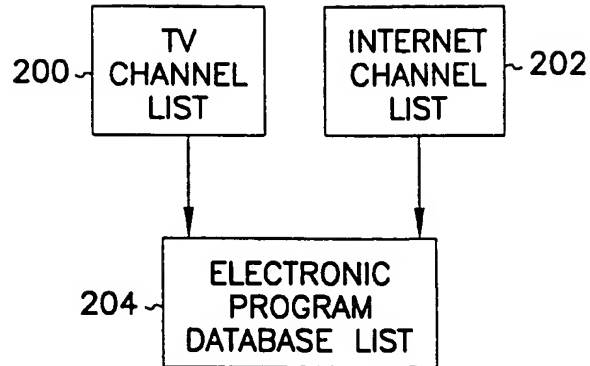 TV
CHANNEL
LIST
200
INTERNET
CHANNEL
LIST
202
ELECTRONIC
PROGRAM
DATABASE LIST
204